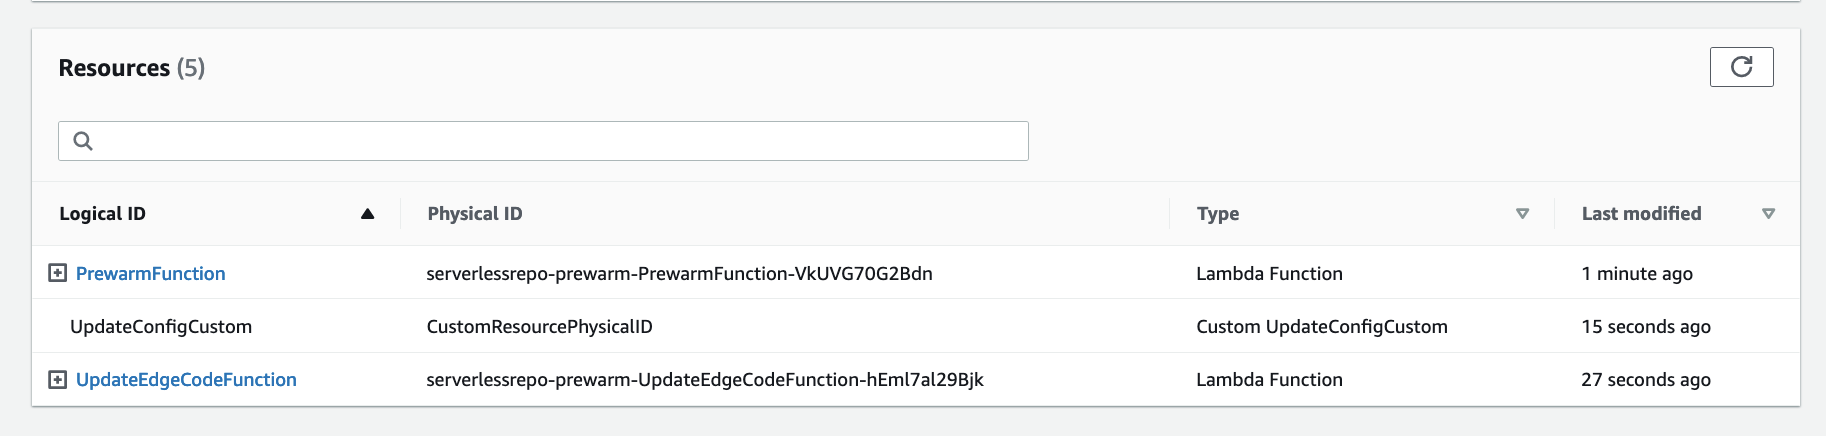 Resources (5)
Logical ID Physical ID Type Last modified
PrewarmFunction serverlessrepo-prewarm-PrewarmFunction-VkUVG70G2Bdn Lambda Function 1 minute ago
UpdateConfigCustom CustomResourcePhysicalID Custom UpdateConfigCustom 15 seconds ago
UpdateEdgeCodeFunction serverlessrepo-prewarm-UpdateEdgeCodeFunction-hEml7al29Bjk Lambda Function 27 seconds ago